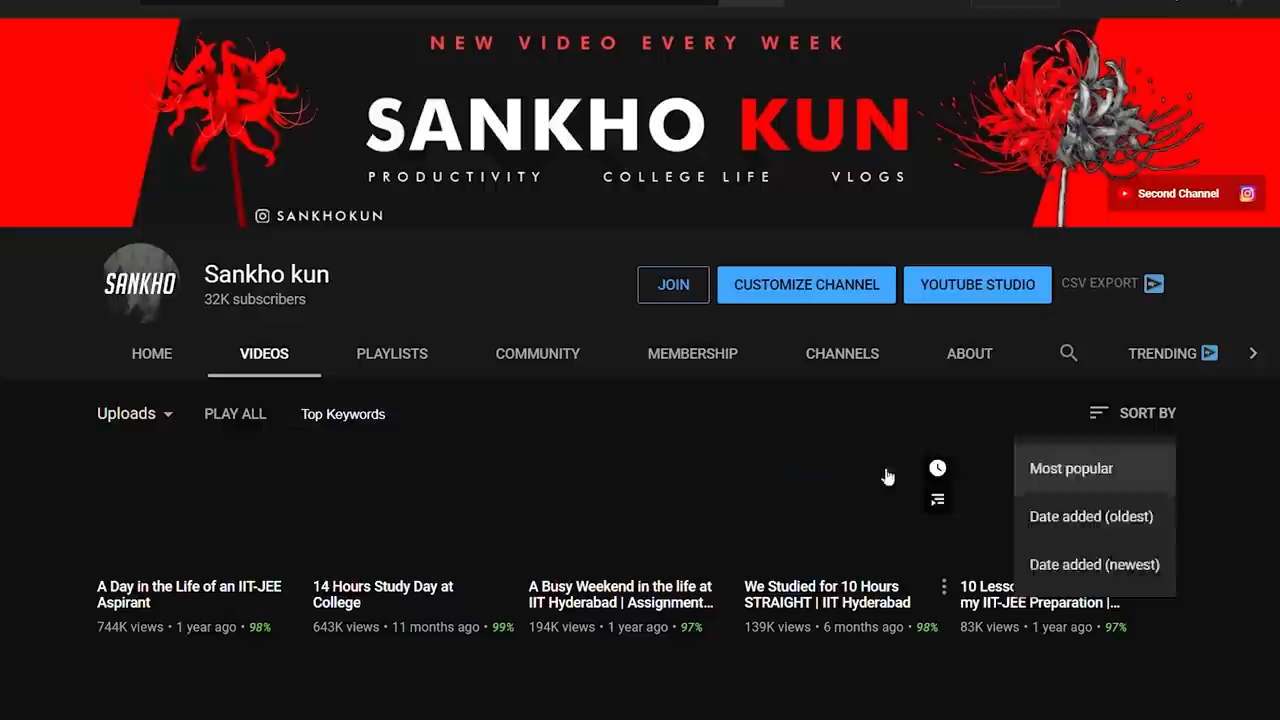 NEW VIDEO EVERY WEEK
SANKHO KUN
PRODUCTIVITY COLLEGE LIFE VLOGS
SANKHOKUN
Second Channel
SANKHO
Sankho kun
32K subscribers
JOIN
CUSTOMIZE CHANNEL
YOUTUBE STUDIO
CSV EXPORT
HOME
VIDEOS
PLAYLISTS
COMMUNITY
MEMBERSHIP
CHANNELS
ABOUT
TRENDING
Uploads
PLAY ALL
Top Keywords
SORT BY
Most popular
Date added (oldest)
Date added (newest)
A Day in the Life of an IIT-JEE
Aspirant
744K views • 1 year ago • 98%
14 Hours Study Day at
College
643K views • 11 months ago • 99%
A Busy Weekend in the life at
IIT Hyderabad | Assignment...
194K views • 1 year ago • 97%
We Studied for 10 Hours
STRAIGHT | IIT Hyderabad
139K views • 6 months ago • 98%
10 Lesso
my IIT-JEE Preparation |...
83K views • 1 year ago • 97%